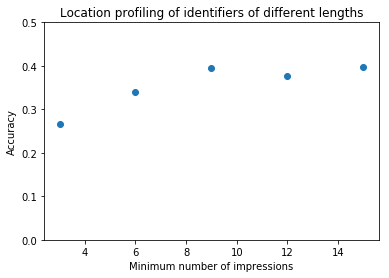 Location profiling of identifiers of different lengths
0.5
0.4
0.3
0.2
0.1
0.0
Accuracy
4 6 8 10 12 14
Minimum number of impressions